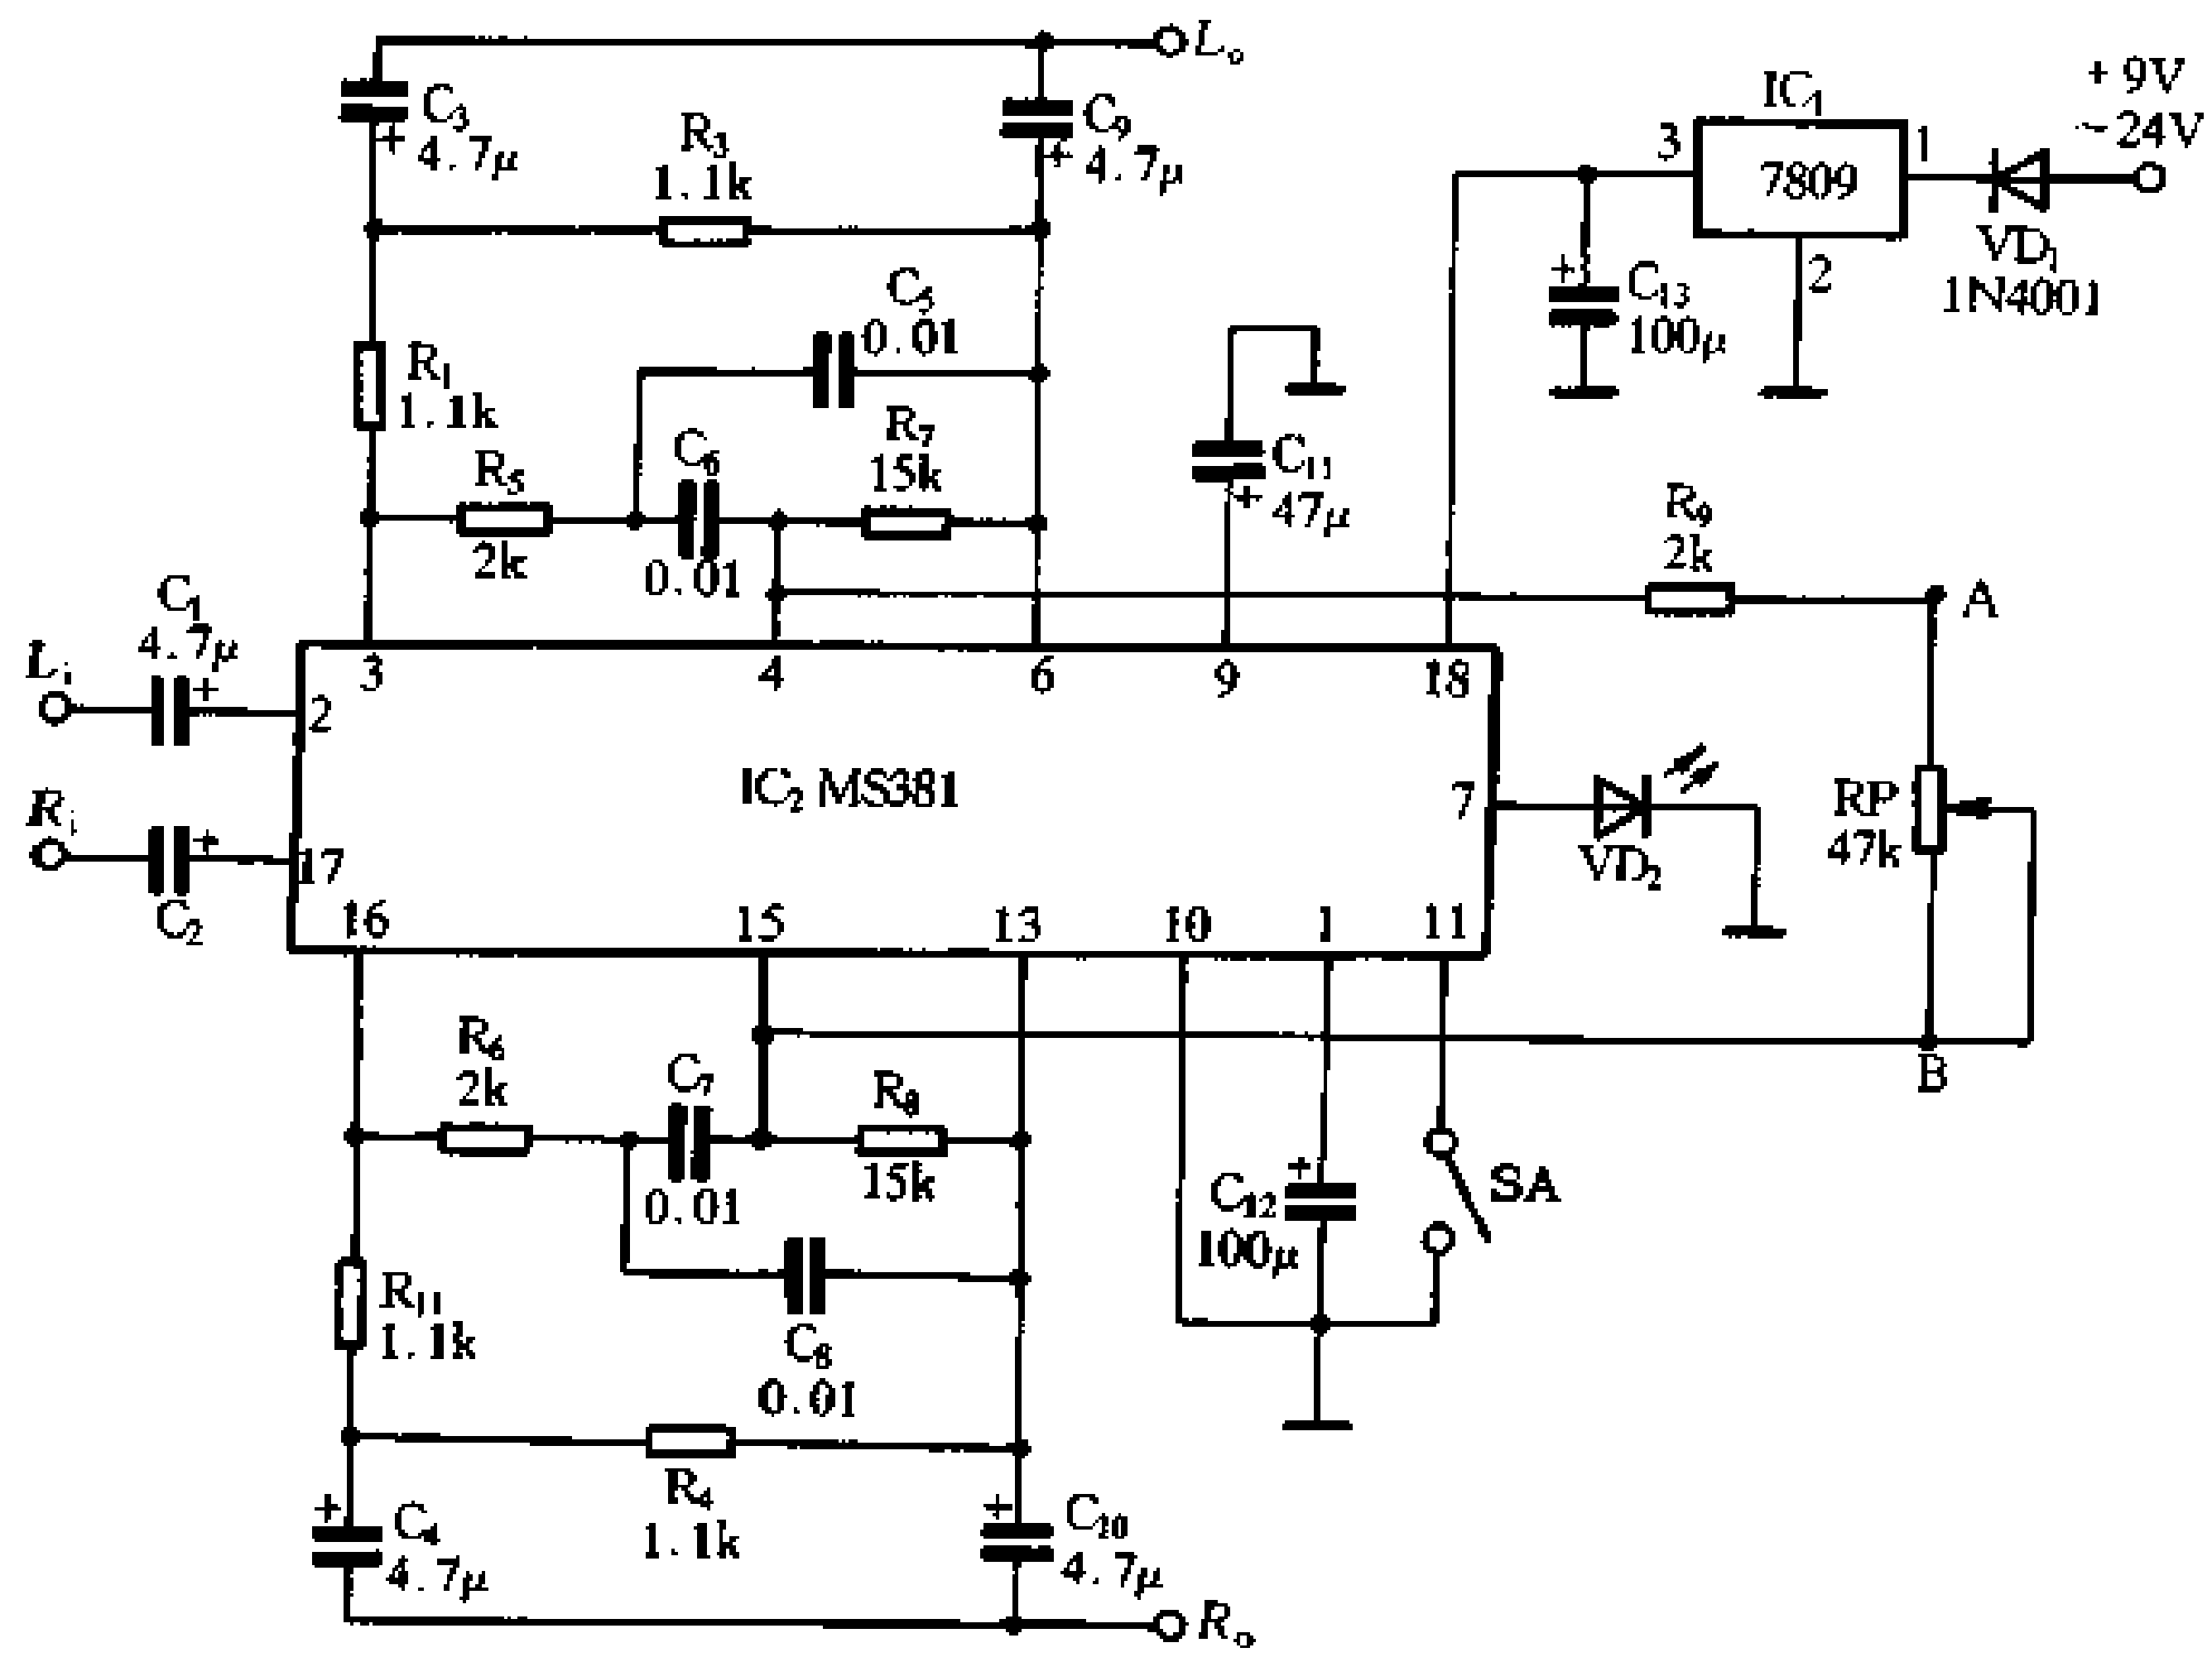 Lo
C3
4.7μ
+
R3
1.1k
C9
+ 4.7μ
IC1
3
7809
1
2
+9V
~24V
VD1
1N4001
+
C13
100μ
C5
0.01
R1
1.1k
R5
2k
C6
0.01
R7
15k
C11
+
47μ
R9
2k
A
C1
4.7μ
+
Li
Ri
+
C2
3
4
6
9
18
2
17
7
IC2 MS381
VD2
RP
47k
16
15
13
10
1
11
B
R6
2k
C7
0.01
R8
15k
+
C12
100μ
SA
R11
1.1k
C8
0.01
R4
1.1k
+
C4
4.7μ
+
C10
4.7μ
Ro